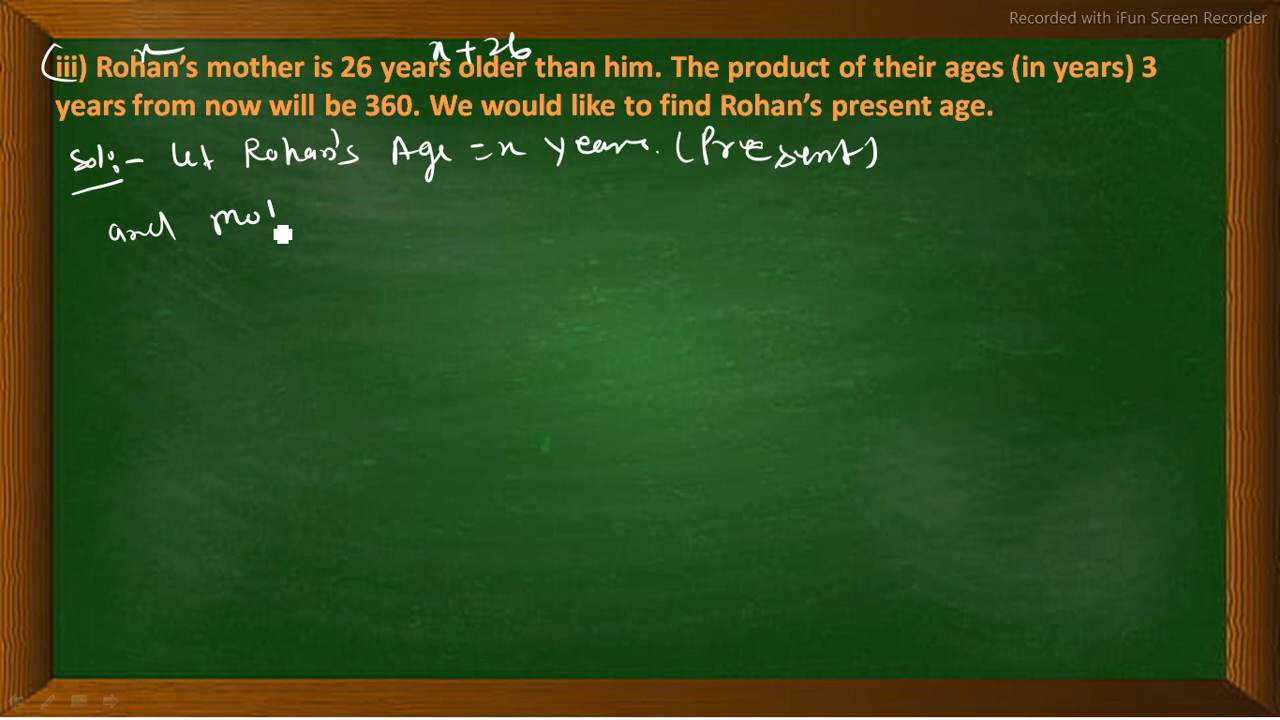 Recorded with iFun Screen Recorder
x x+26
(iii) Rohan's mother is 26 years older than him. The product of their ages (in years) 3
years from now will be 360. We would like to find Rohan's present age.
Sol:- let Rohan's Age = x years. (Present)
and mo